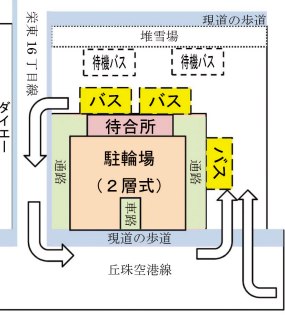 現道の歩道
堆雪場
待機バス
待機バス
栄東16丁目線
ダイエー
バス
バス
待合所
駐輪場
(2層式)
通路
通路
バス
車路
現道の歩道
丘珠空港線